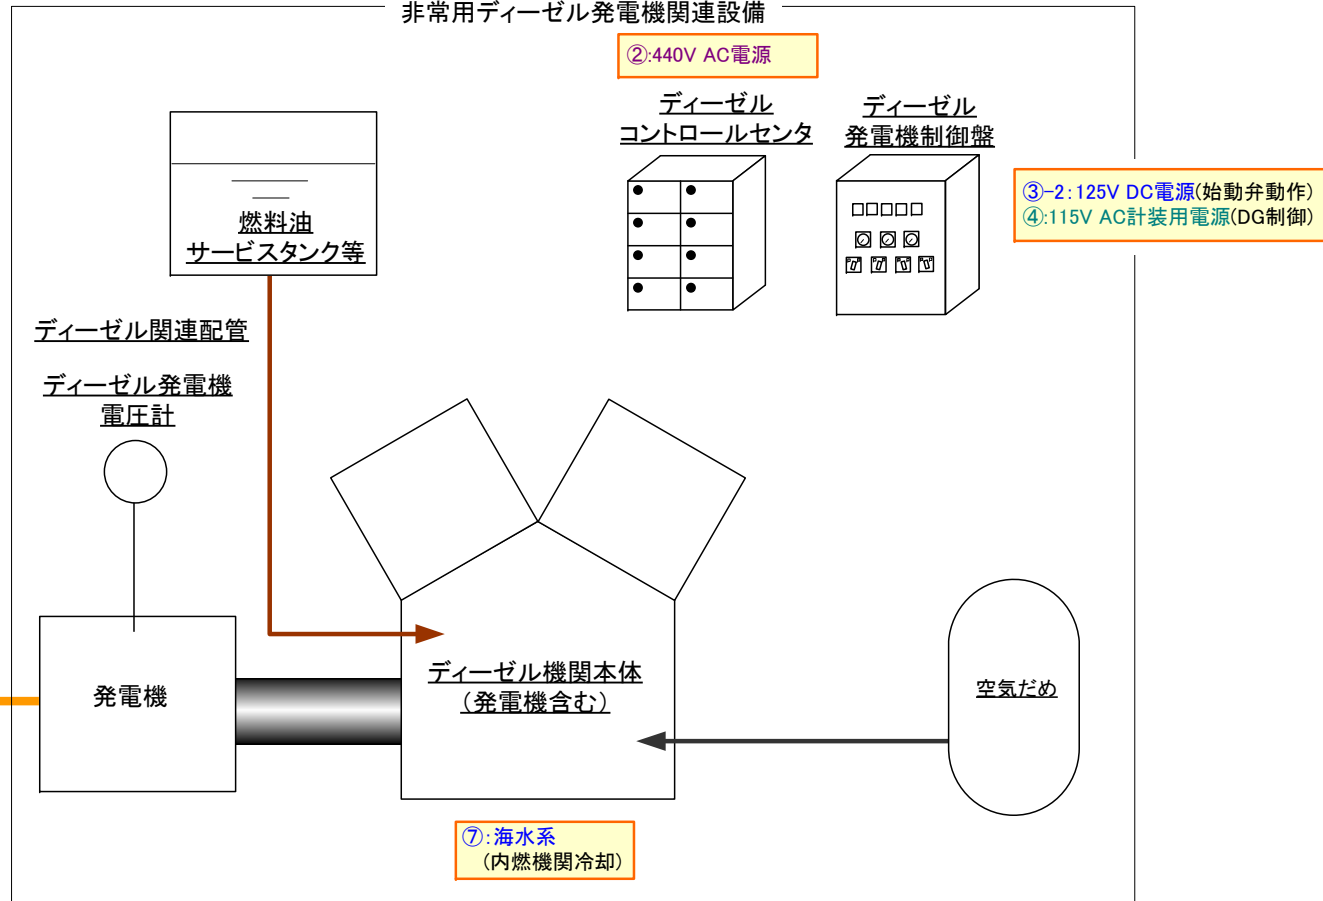 非常用ディーゼル発電機関連設備
②:440V AC電源
ディーゼル
コントロールセンタ
ディーゼル
発電機制御盤
③-2：125V DC電源(始動弁動作)
④:115V AC計装用電源(DG制御)
燃料油
サービスタンク等
ディーゼル関連配管
ディーゼル発電機
電圧計
発電機
ディーゼル機関本体
（発電機含む）
空気だめ
⑦：海水系
(内燃機関冷却)